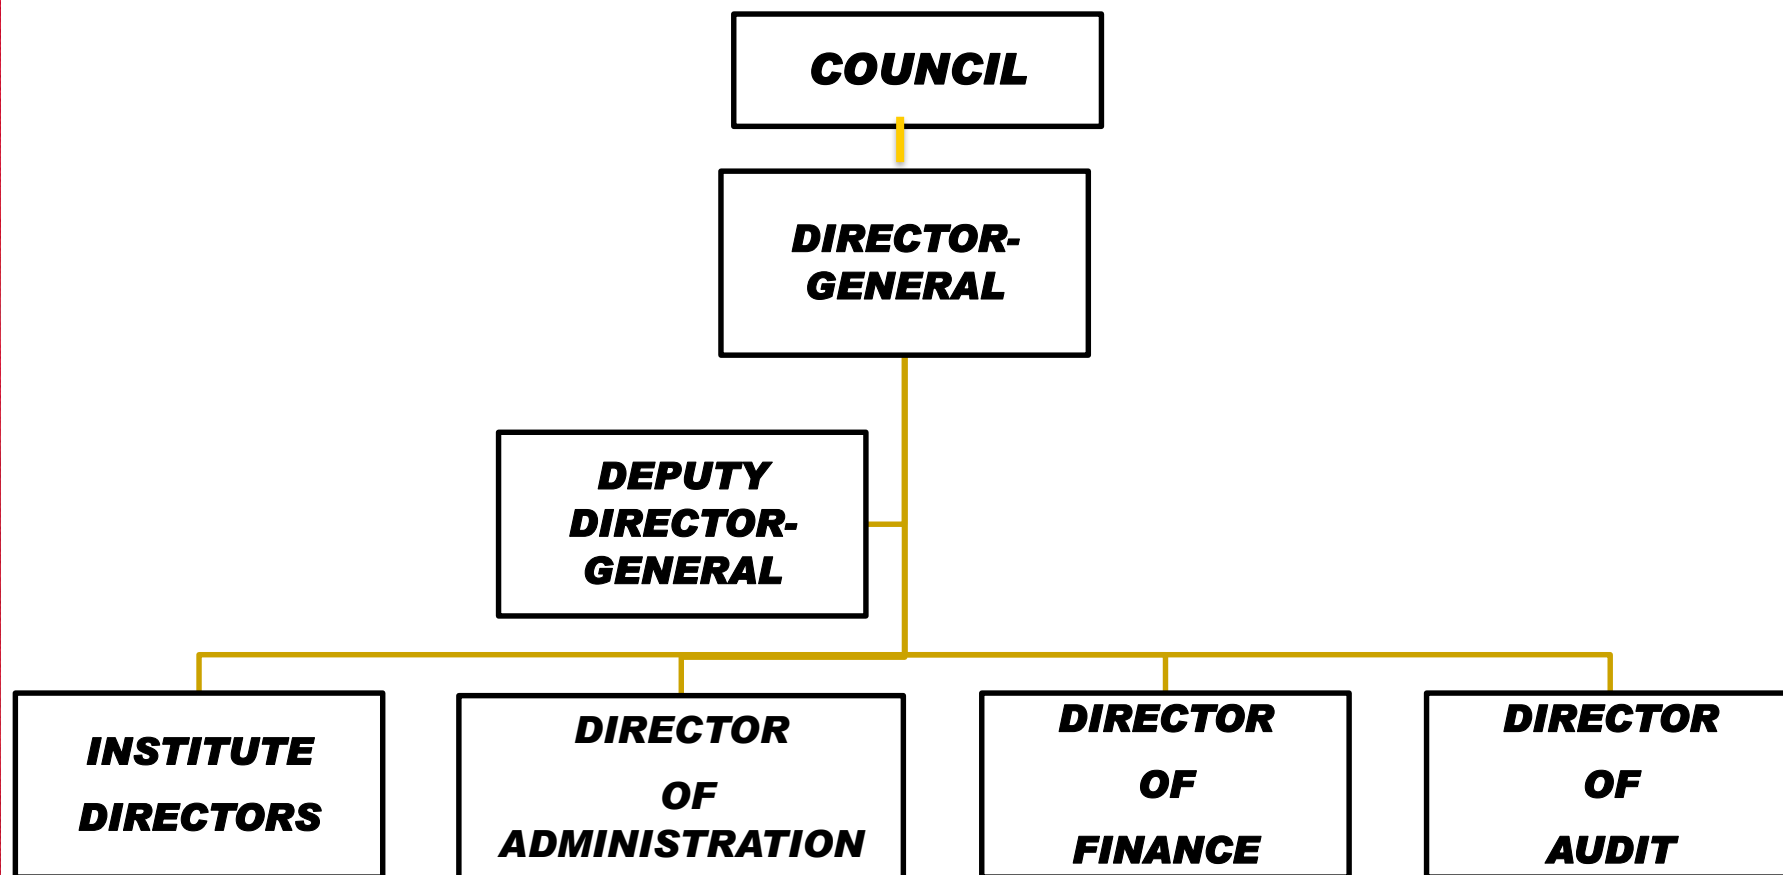 COUNCIL
DIRECTOR-
GENERAL
DEPUTY
DIRECTOR-
GENERAL
INSTITUTE
DIRECTORS
DIRECTOR
OF
ADMINISTRATION
DIRECTOR
OF
FINANCE
DIRECTOR
OF
AUDIT